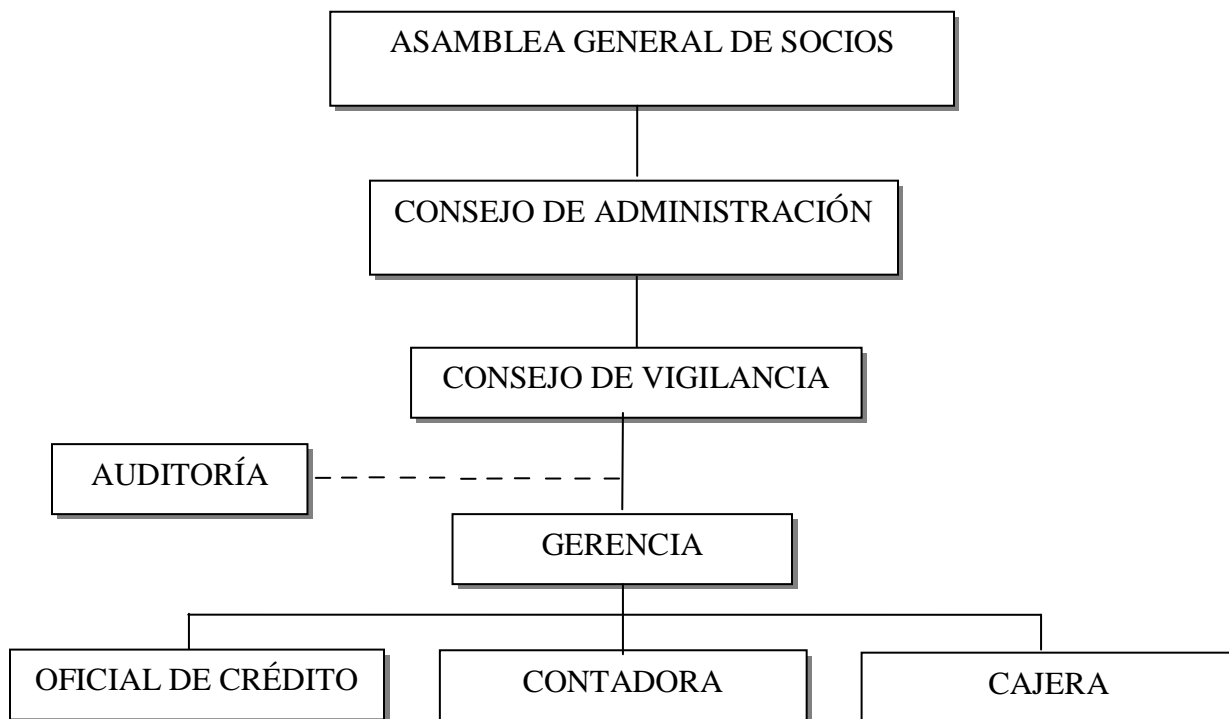 ASAMBLEA GENERAL DE SOCIOS
CONSEJO DE ADMINISTRACIÓN
CONSEJO DE VIGILANCIA
AUDITORÍA
GERENCIA
OFICIAL DE CRÉDITO
CONTADORA
CAJERA